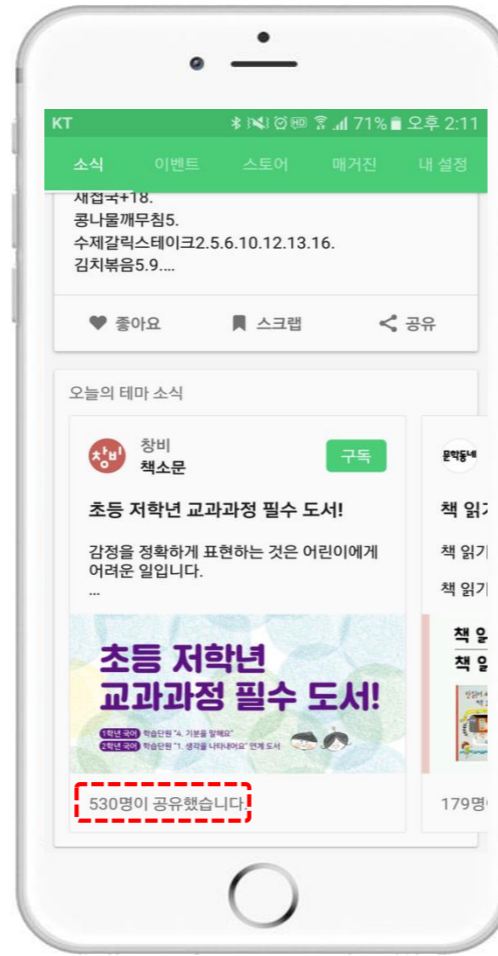 KT 71% 오후 2:11
소식 이벤트 스토어 매거진 내 설정
재첩국+18.
콩나물깨무침5.
수제갈릭스테이크2.5.6.10.12.13.16.
김치볶음5.9....
좋아요 스크랩 공유
오늘의 테마 소식
창비
창비
책소문
구독
초등 저학년 교과과정 필수 도서!
감정을 정확하게 표현하는 것은 어린이에게
어려운 일입니다.
...
초등 저학년
교과과정 필수 도서!
1학년 국어 학습단원 "4. 기분을 말해요"
2학년 국어 학습단원 "1. 생각을 나타내어요" 연계 도서
530명이 공유했습니다.
문학동네
책 읽기
책 읽기
책 읽기
책 읽
책 읽
179명